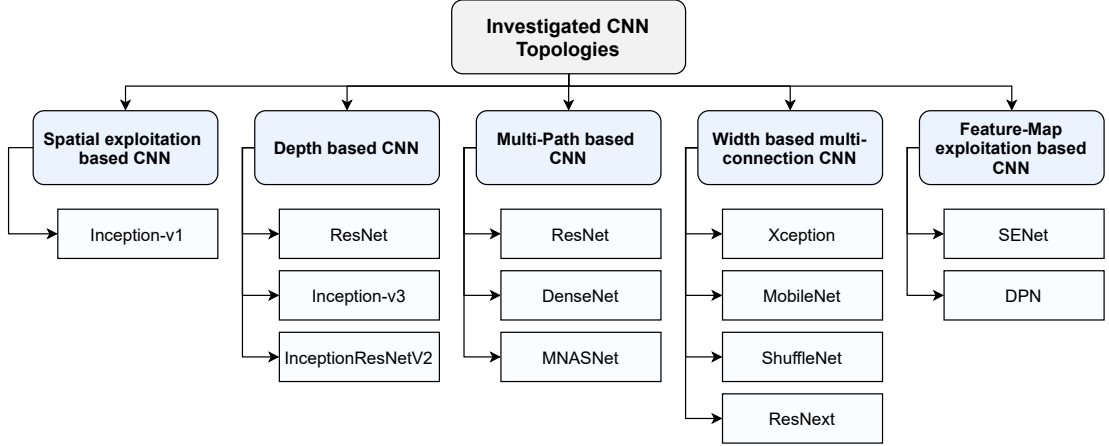 Investigated CNN
Topologies
Spatial exploitation
based CNN
Inception-v1
Depth based CNN
ResNet
Inception-v3
InceptionResNetV2
Multi-Path based
CNN
ResNet
DenseNet
MNASNet
Width based multi-
connection CNN
Xception
MobileNet
ShuffleNet
ResNext
Feature-Map
exploitation based
CNN
SENet
DPN